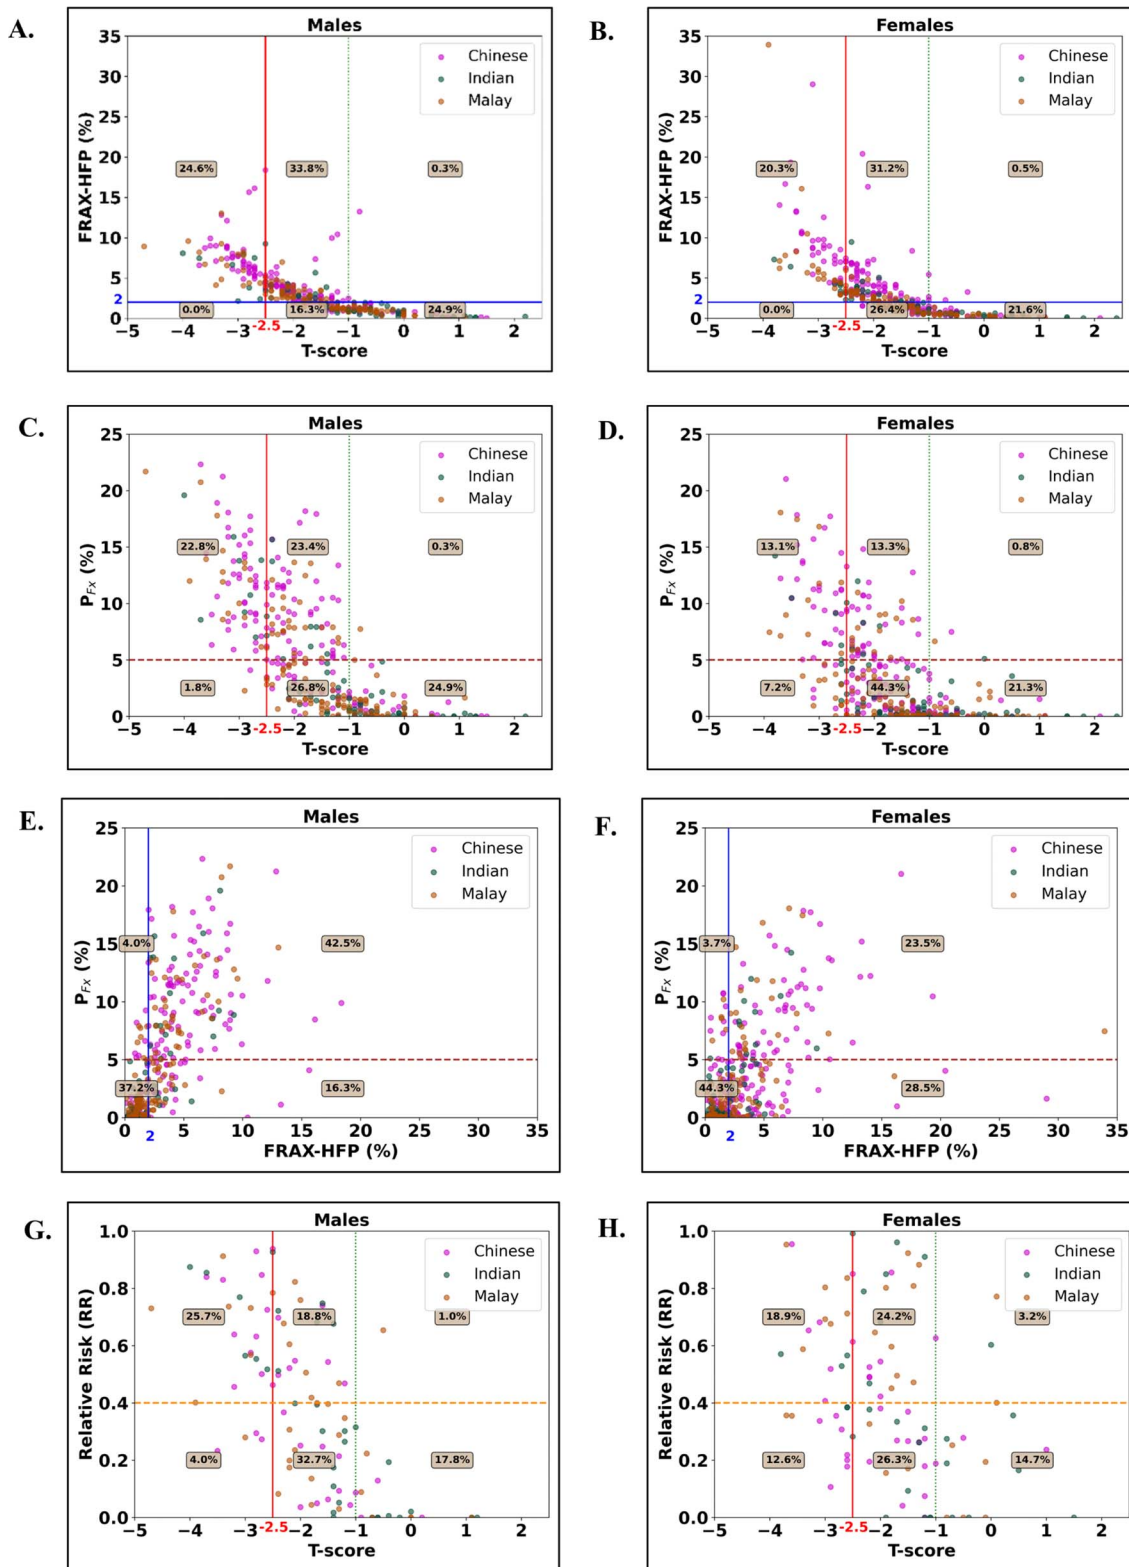 A.
Males
FRAX-HFP (%)
35
30
25
20
15
10
5
2
0
Chinese
Indian
Malay
24.6%
33.8%
0.3%
0.0%
16.3%
24.9%
−5 −4 −3 -2.5 −2 −1 0 1 2
T-score
B.
Females
FRAX-HFP (%)
35
30
25
20
15
10
5
2
0
Chinese
Indian
Malay
20.3%
31.2%
0.5%
0.0%
26.4%
21.6%
−5 −4 −3 -2.5 −2 −1 0 1 2
T-score
C.
Males
PFx (%)
25
20
15
10
5
0
Chinese
Indian
Malay
22.8%
23.4%
0.3%
1.8%
26.8%
24.9%
−5 −4 −3 -2.5 −2 −1 0 1 2
T-score
D.
Females
PFx (%)
25
20
15
10
5
0
Chinese
Indian
Malay
13.1%
13.3%
0.8%
7.2%
44.3%
21.3%
−5 −4 −3 -2.5 −2 −1 0 1 2
T-score
E.
Males
PFx (%)
25
20
15
10
5
0
Chinese
Indian
Malay
4.0%
42.5%
37.2%
16.3%
0 2 5 10 15 20 25 30 35
FRAX-HFP (%)
F.
Females
PFx (%)
25
20
15
10
5
0
Chinese
Indian
Malay
3.7%
23.5%
44.3%
28.5%
0 2 5 10 15 20 25 30 35
FRAX-HFP (%)
G.
Males
Relative Risk (RR)
1.0
0.8
0.6
0.4
0.2
0.0
Chinese
Indian
Malay
25.7%
18.8%
1.0%
4.0%
32.7%
17.8%
−5 −4 −3 -2.5 −2 −1 0 1 2
T-score
H.
Females
Relative Risk (RR)
1.0
0.8
0.6
0.4
0.2
0.0
Chinese
Indian
Malay
18.9%
24.2%
3.2%
12.6%
26.3%
14.7%
−5 −4 −3 -2.5 −2 −1 0 1 2
T-score